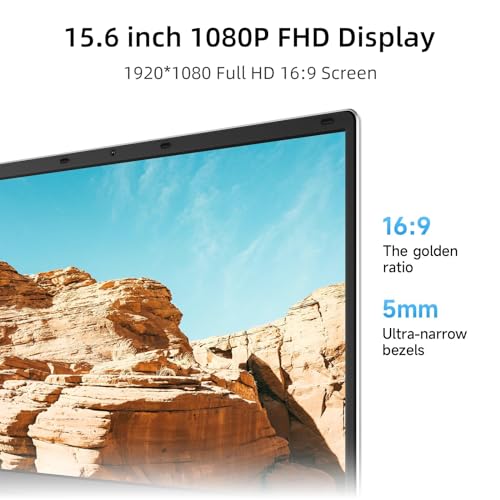 15.6 inch 1080P FHD Display
1920*1080 Full HD 16:9 Screen
16:9
The golden
ratio
5mm
Ultra-narrow
bezels